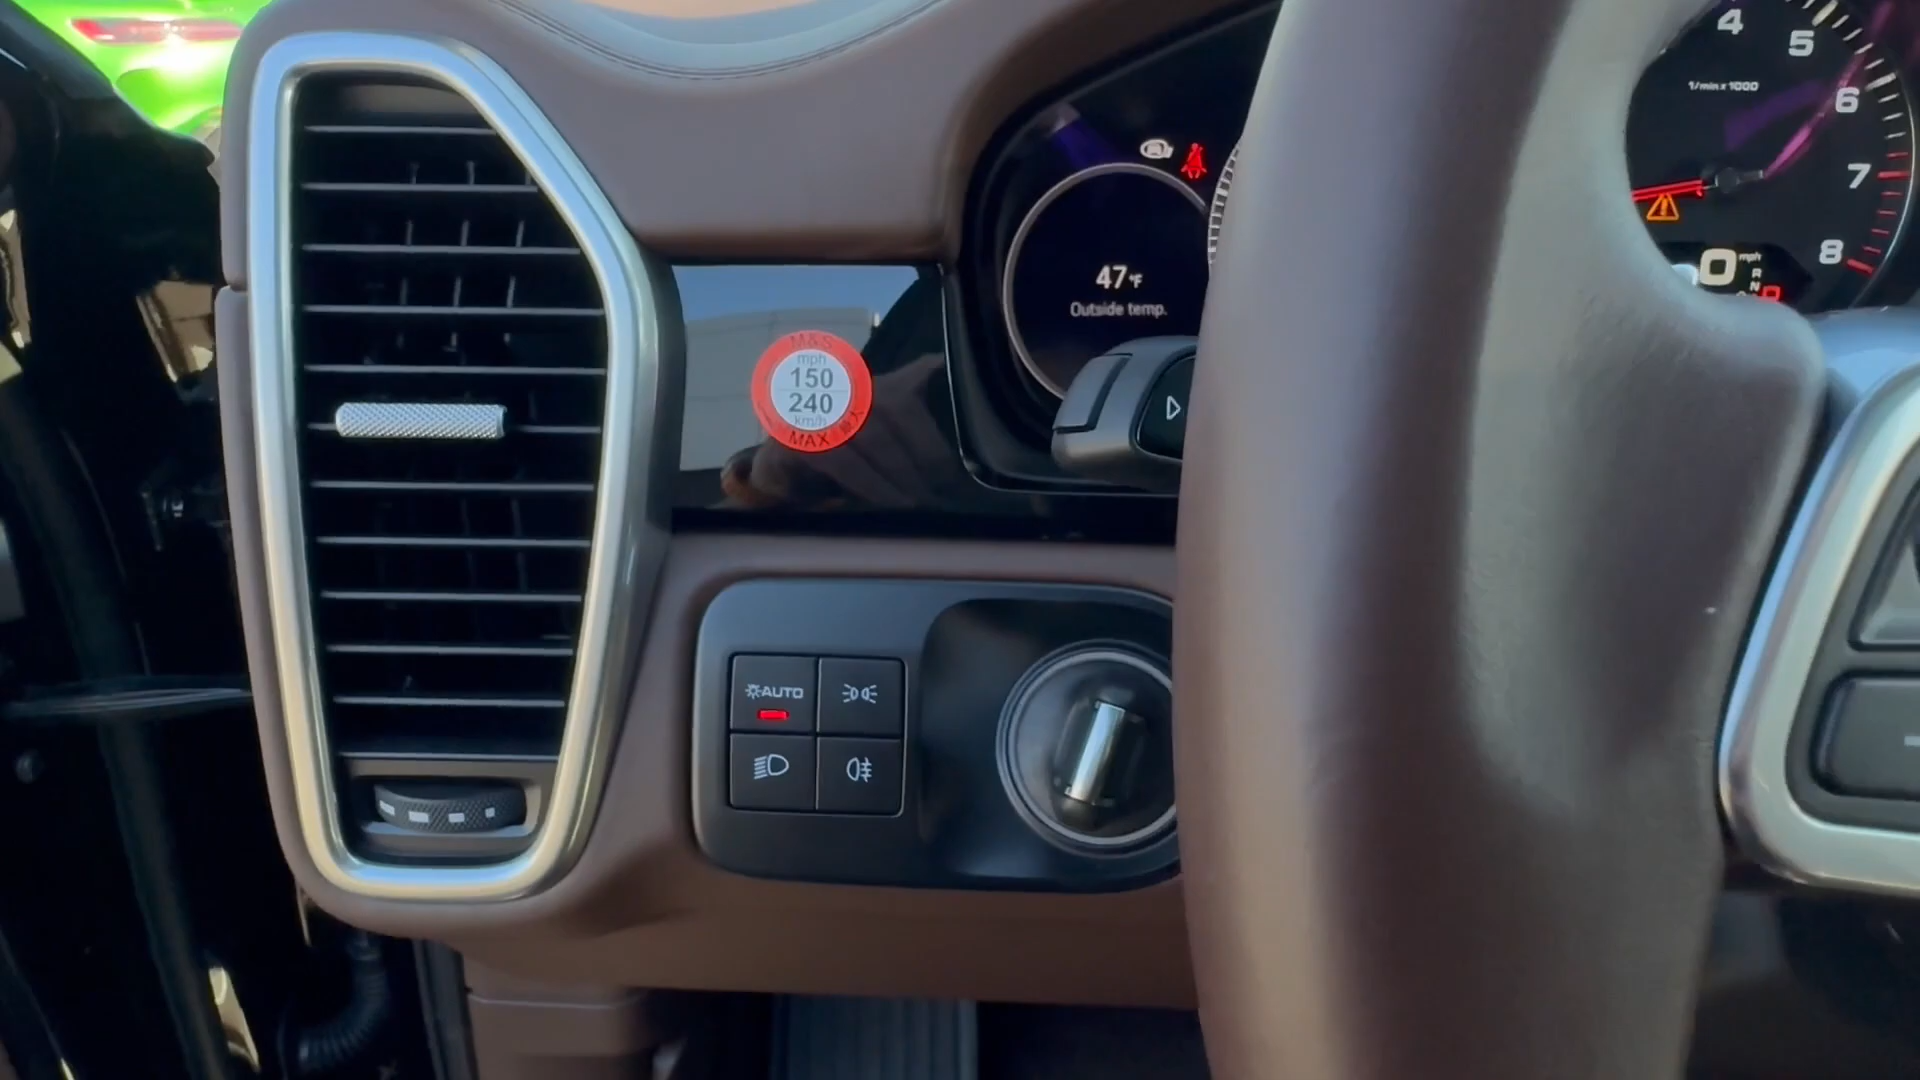 4
5
1/min x 1000
6
7
8
0 mph
R
N
47°F
Outside temp.
M&S
mph
150
240
km/h
MAX
AUTO